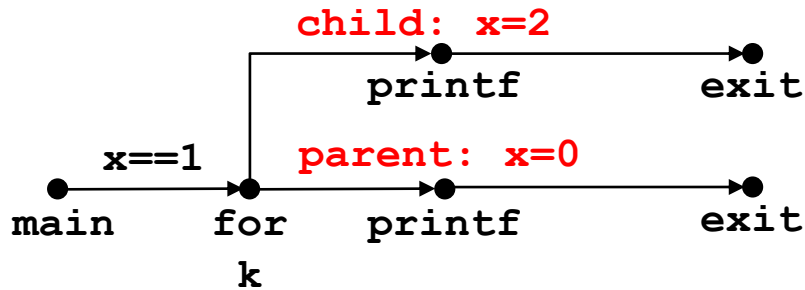 child: x=2
printf exit
x==1 parent: x=0
main for printf exit
k